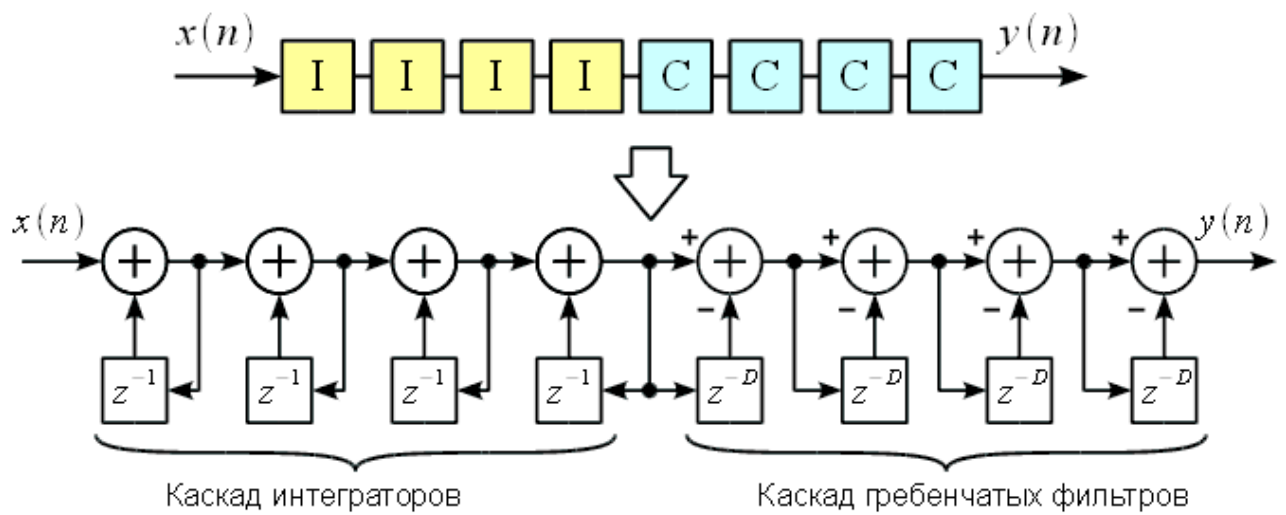 x(n) I I I I C C C C y(n)
x(n) + + + + + + + + y(n)
+ + + +
− − − −
z⁻¹ z⁻¹ z⁻¹ z⁻¹ z⁻ᴰ z⁻ᴰ z⁻ᴰ z⁻ᴰ
Каскад интеграторов Каскад гребенчатых фильтров